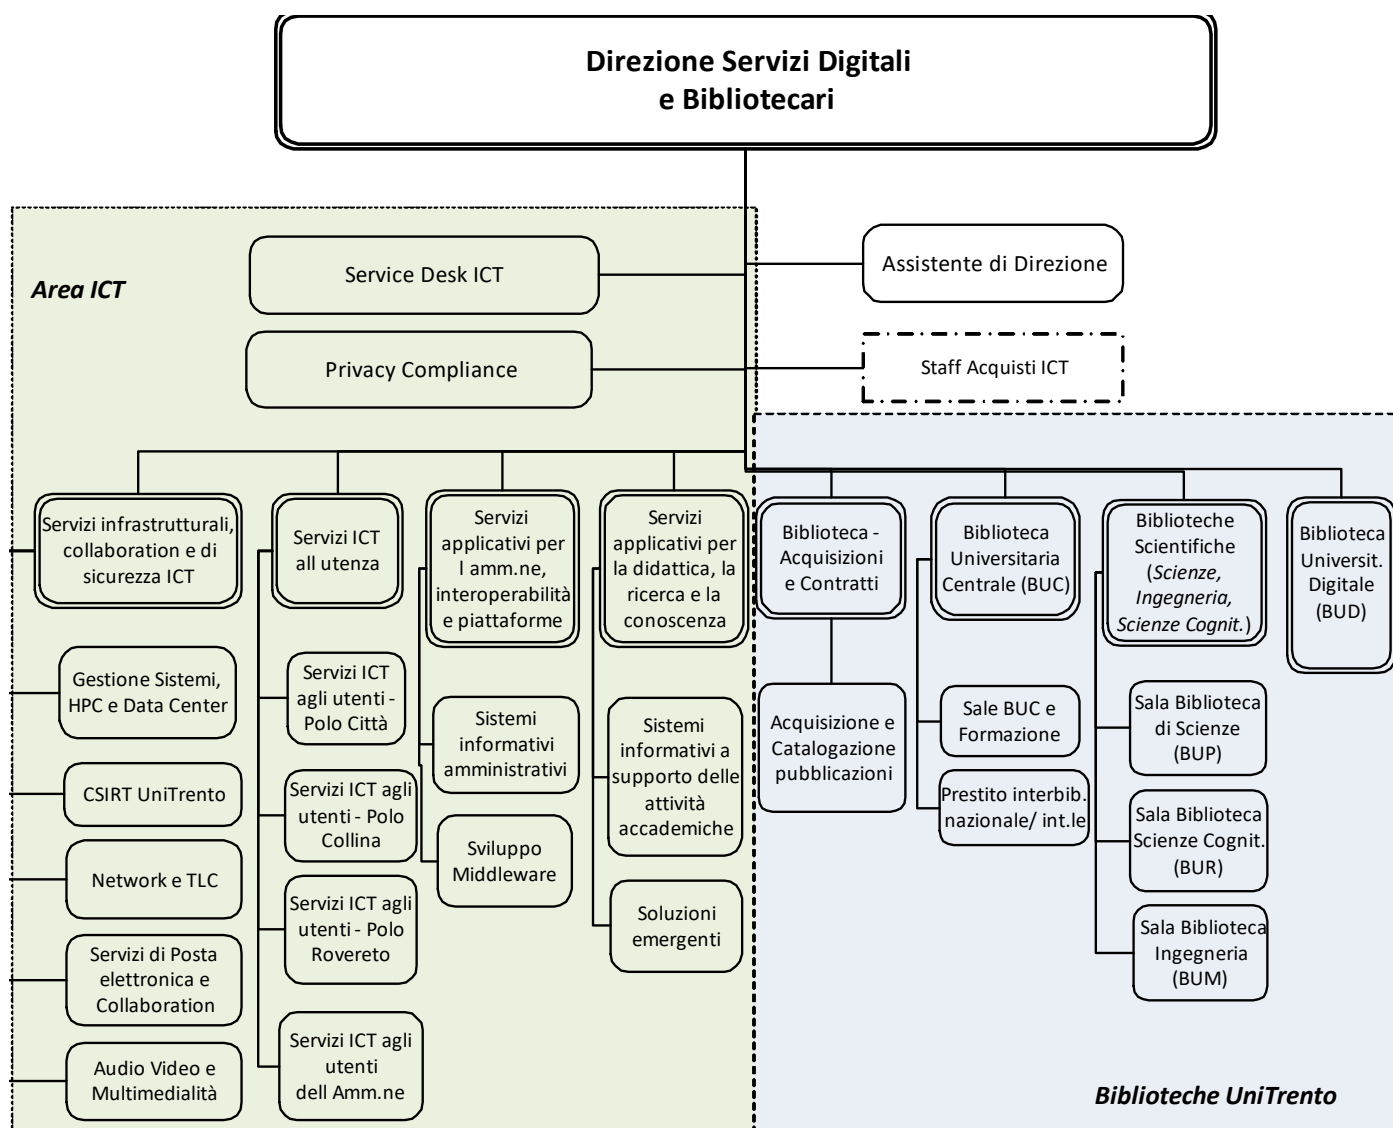 Direzione Servizi Digitali
e Bibliotecari
Service Desk ICT
Assistente di Direzione
Area ICT
Privacy Compliance
Staff Acquisti ICT
Servizi infrastrutturali,
collaboration e di
sicurezza ICT
Servizi ICT
all utenza
Servizi
applicativi per
l amm.ne,
interoperabilità
e piattaforme
Servizi
applicativi per
la didattica, la
ricerca e la
conoscenza
Biblioteca -
Acquisizioni
e Contratti
Biblioteca
Universitaria
Centrale (BUC)
Biblioteche
Scientifiche
(Scienze,
Ingegneria,
Scienze Cognit.)
Biblioteca
Universit.
Digitale
(BUD)
Gestione Sistemi,
HPC e Data Center
CSIRT UniTrento
Network e TLC
Servizi di Posta
elettronica e
Collaboration
Audio Video e
Multimedialità
Servizi ICT
agli utenti -
Polo Città
Servizi ICT agli
utenti - Polo
Collina
Servizi ICT agli
utenti - Polo
Rovereto
Servizi ICT agli
utenti
dell Amm.ne
Sistemi
informativi
amministrativi
Sviluppo
Middleware
Sistemi
informativi a
supporto delle
attività
accademiche
Soluzioni
emergenti
Acquisizione e
Catalogazione
pubblicazioni
Sale BUC e
Formazione
Prestito interbib.
nazionale/ int.le
Sala Biblioteca
di Scienze
(BUP)
Sala Biblioteca
Scienze Cognit.
(BUR)
Sala Biblioteca
Ingegneria
(BUM)
Biblioteche UniTrento